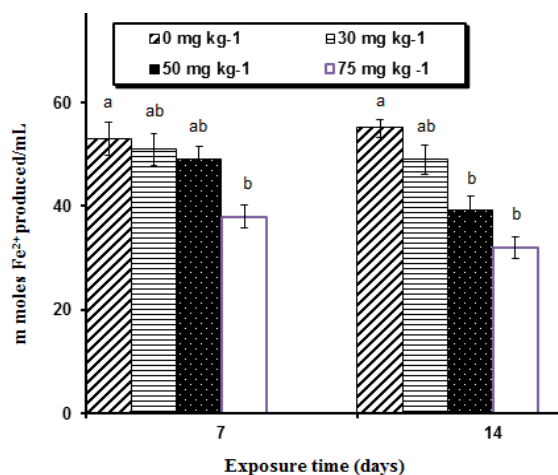 0 mg kg-1 30 mg kg-1
50 mg kg-1 75 mg kg -1
60
40
20
0
a ab ab b a ab b b
7 14
m moles Fe²⁺ produced/mL
Exposure time (days)